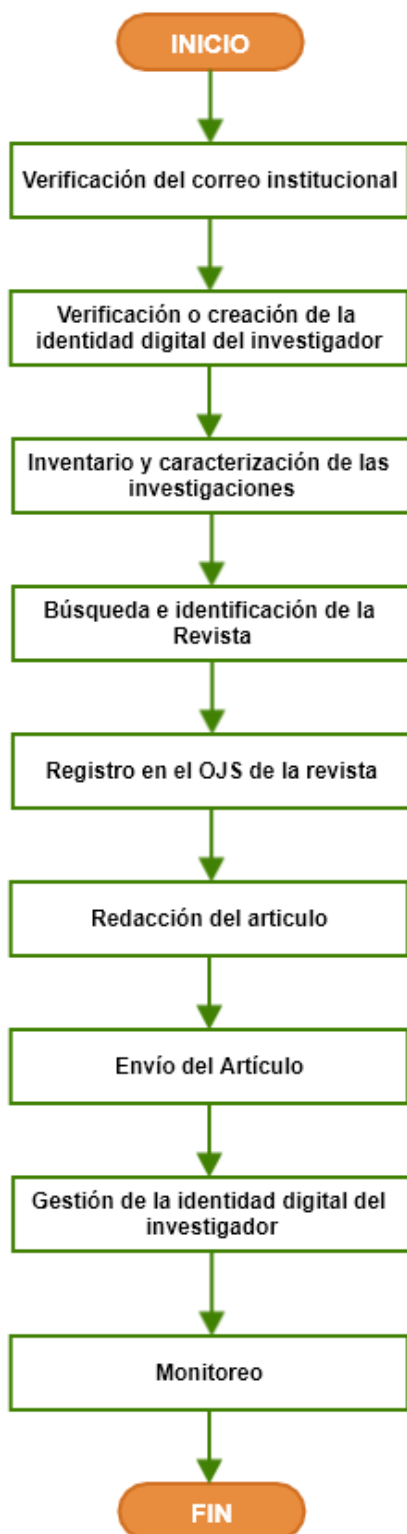 INICIO
Verificación del correo institucional
Verificación o creación de la
identidad digital del investigador
Inventario y caracterización de las
investigaciones
Búsqueda e identificación de la
Revista
Registro en el OJS de la revista
Redacción del articulo
Envío del Artículo
Gestión de la identidad digital del
investigador
Monitoreo
FIN